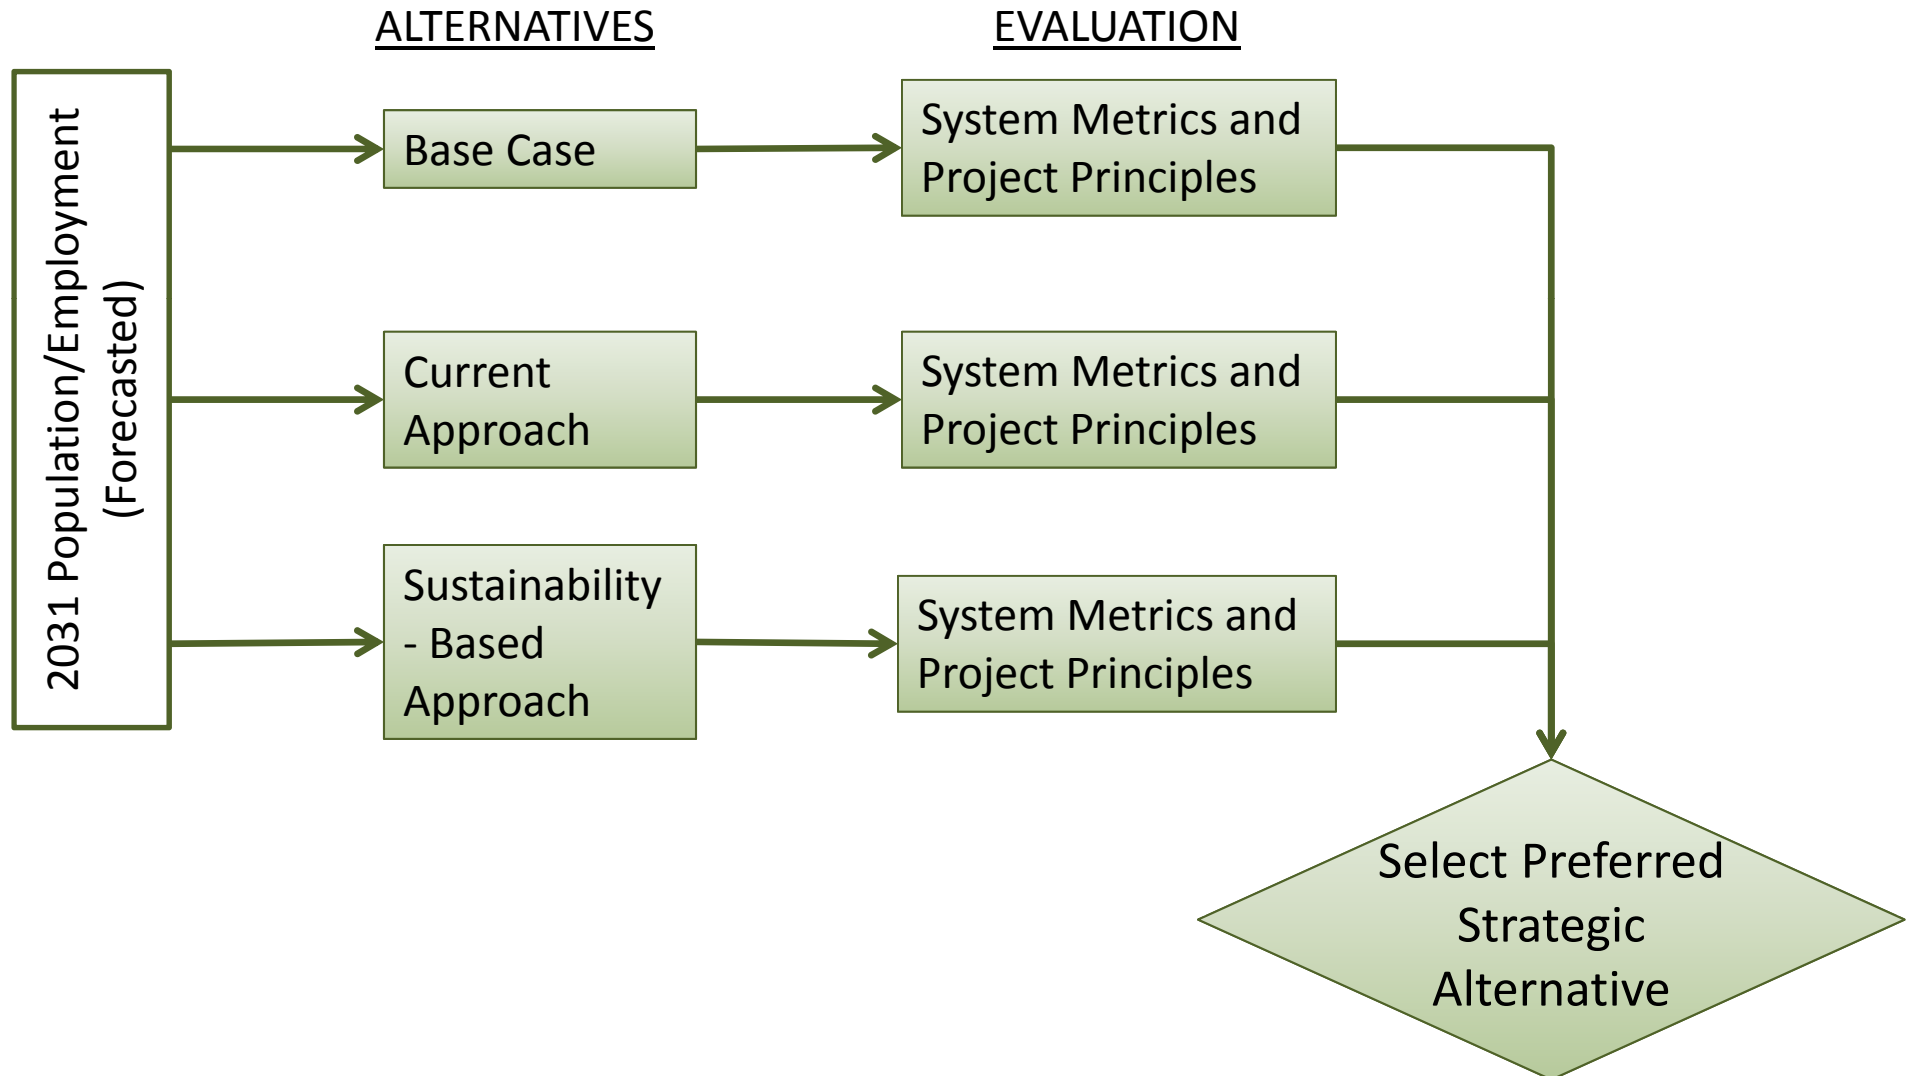 ALTERNATIVES
EVALUATION
2031 Population/Employment
(Forecasted)
Base Case
System Metrics and
Project Principles
Current
Approach
System Metrics and
Project Principles
Sustainability
- Based
Approach
System Metrics and
Project Principles
Select Preferred
Strategic
Alternative